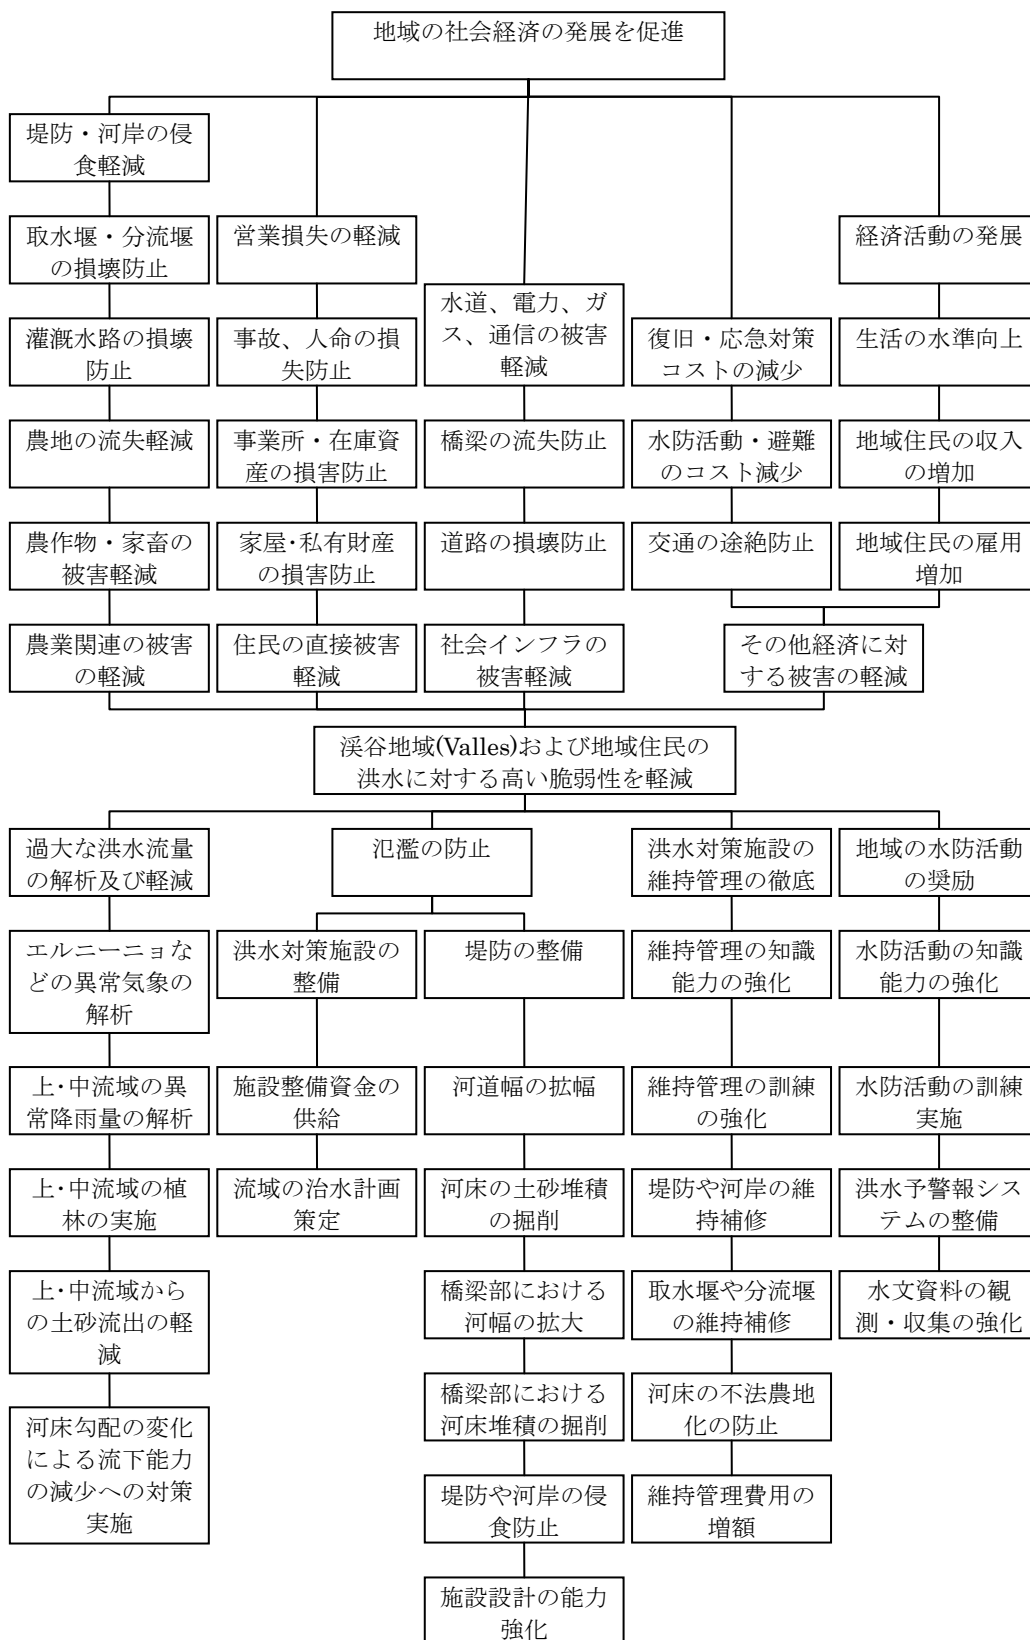 地域の社会経済の発展を促進
堤防・河岸の侵
食軽減
取水堰・分流堰
の損壊防止
灌漑水路の損壊
防止
農地の流失軽減
農作物・家畜の
被害軽減
農業関連の被害
の軽減
営業損失の軽減
事故、人命の損
失防止
事業所・在庫資
産の損害防止
家屋･私有財産
の損害防止
住民の直接被害
軽減
水道、電力、ガ
ス、通信の被害
軽減
橋梁の流失防止
道路の損壊防止
社会インフラの
被害軽減
復旧・応急対策
コストの減少
水防活動・避難
のコスト減少
交通の途絶防止
経済活動の発展
生活の水準向上
地域住民の収入
の増加
地域住民の雇用
増加
その他経済に対
する被害の軽減
渓谷地域(Valles)および地域住民の
洪水に対する高い脆弱性を軽減
過大な洪水流量
の解析及び軽減
エルニーニョな
どの異常気象の
解析
上･中流域の異
常降雨量の解析
上･中流域の植
林の実施
上･中流域から
の土砂流出の軽
減
河床勾配の変化
による流下能力
の減少への対策
実施
氾濫の防止
洪水対策施設の
整備
施設整備資金の
供給
流域の治水計画
策定
堤防の整備
河道幅の拡幅
河床の土砂堆積
の掘削
橋梁部における
河幅の拡大
橋梁部における
河床堆積の掘削
堤防や河岸の侵
食防止
施設設計の能力
強化
洪水対策施設の
維持管理の徹底
維持管理の知識
能力の強化
維持管理の訓練
の強化
堤防や河岸の維
持補修
取水堰や分流堰
の維持補修
河床の不法農地
化の防止
維持管理費用の
増額
地域の水防活動
の奨励
水防活動の知識
能力の強化
水防活動の訓練
実施
洪水予警報シス
テムの整備
水文資料の観
測・収集の強化